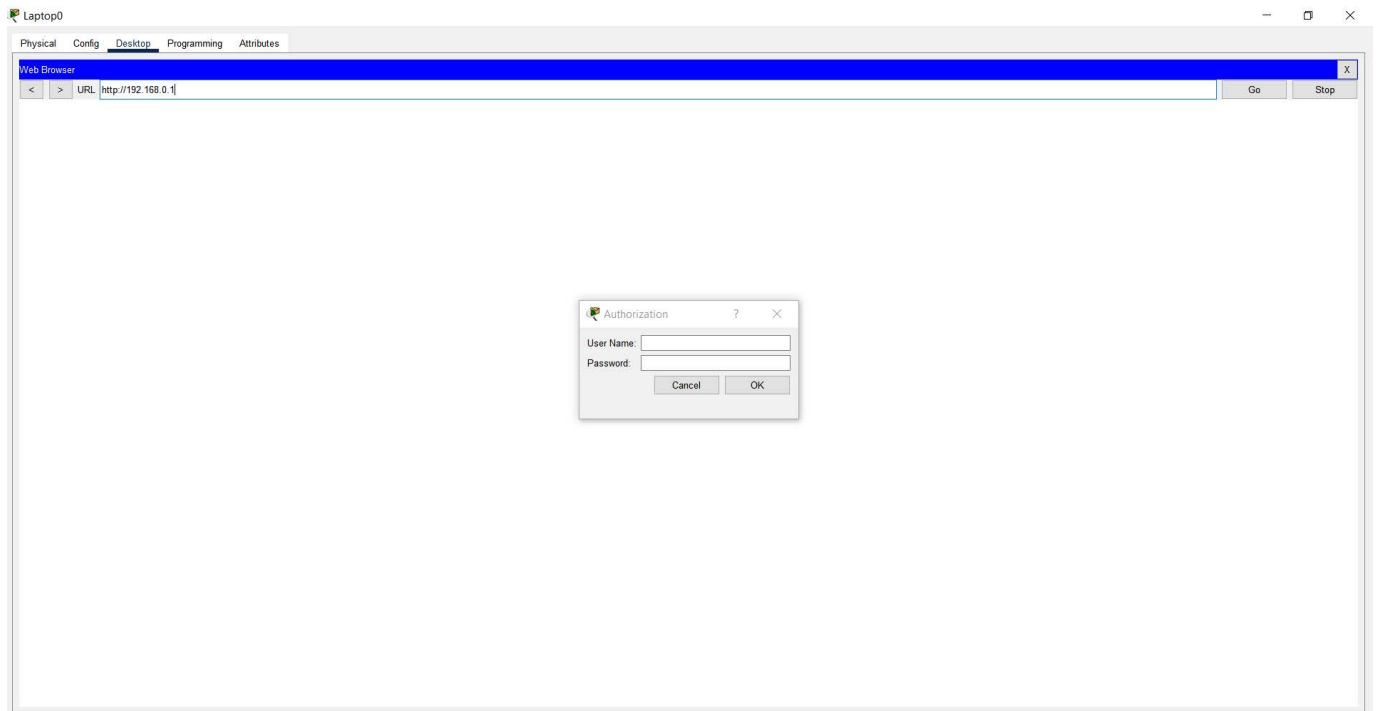 Laptop0
Physical Config Desktop Programming Attributes
Web Browser X
< > URL http://192.168.0.1 Go Stop
Authorization ?
User Name:
Password:
Cancel OK